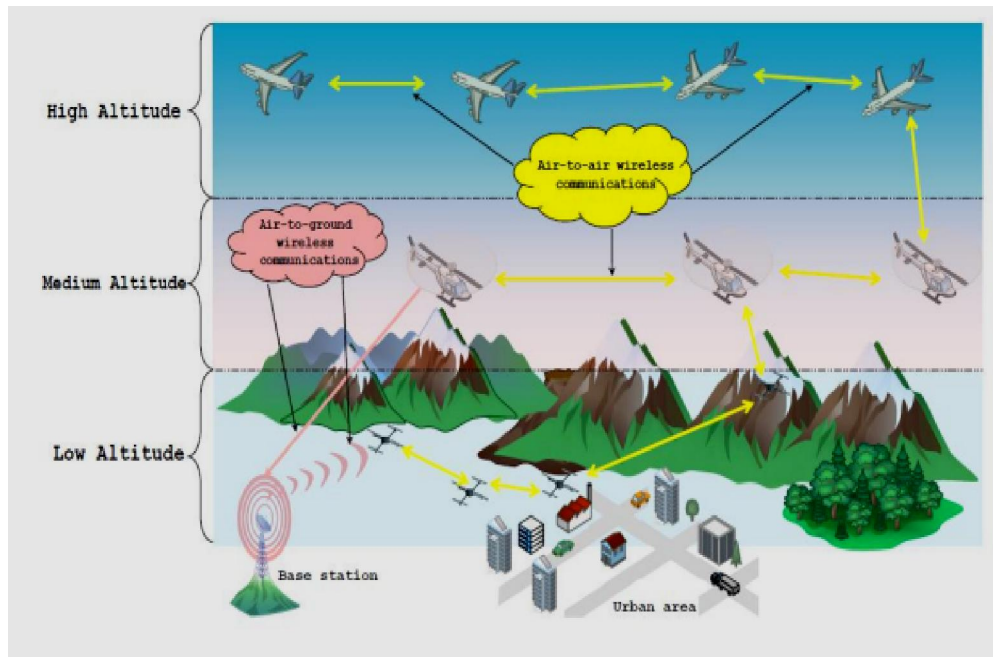 High Altitude
Air-to-air wireless
communications
Air-to-ground
wireless
communications
Medium Altitude
Low Altitude
Base station
Urban area